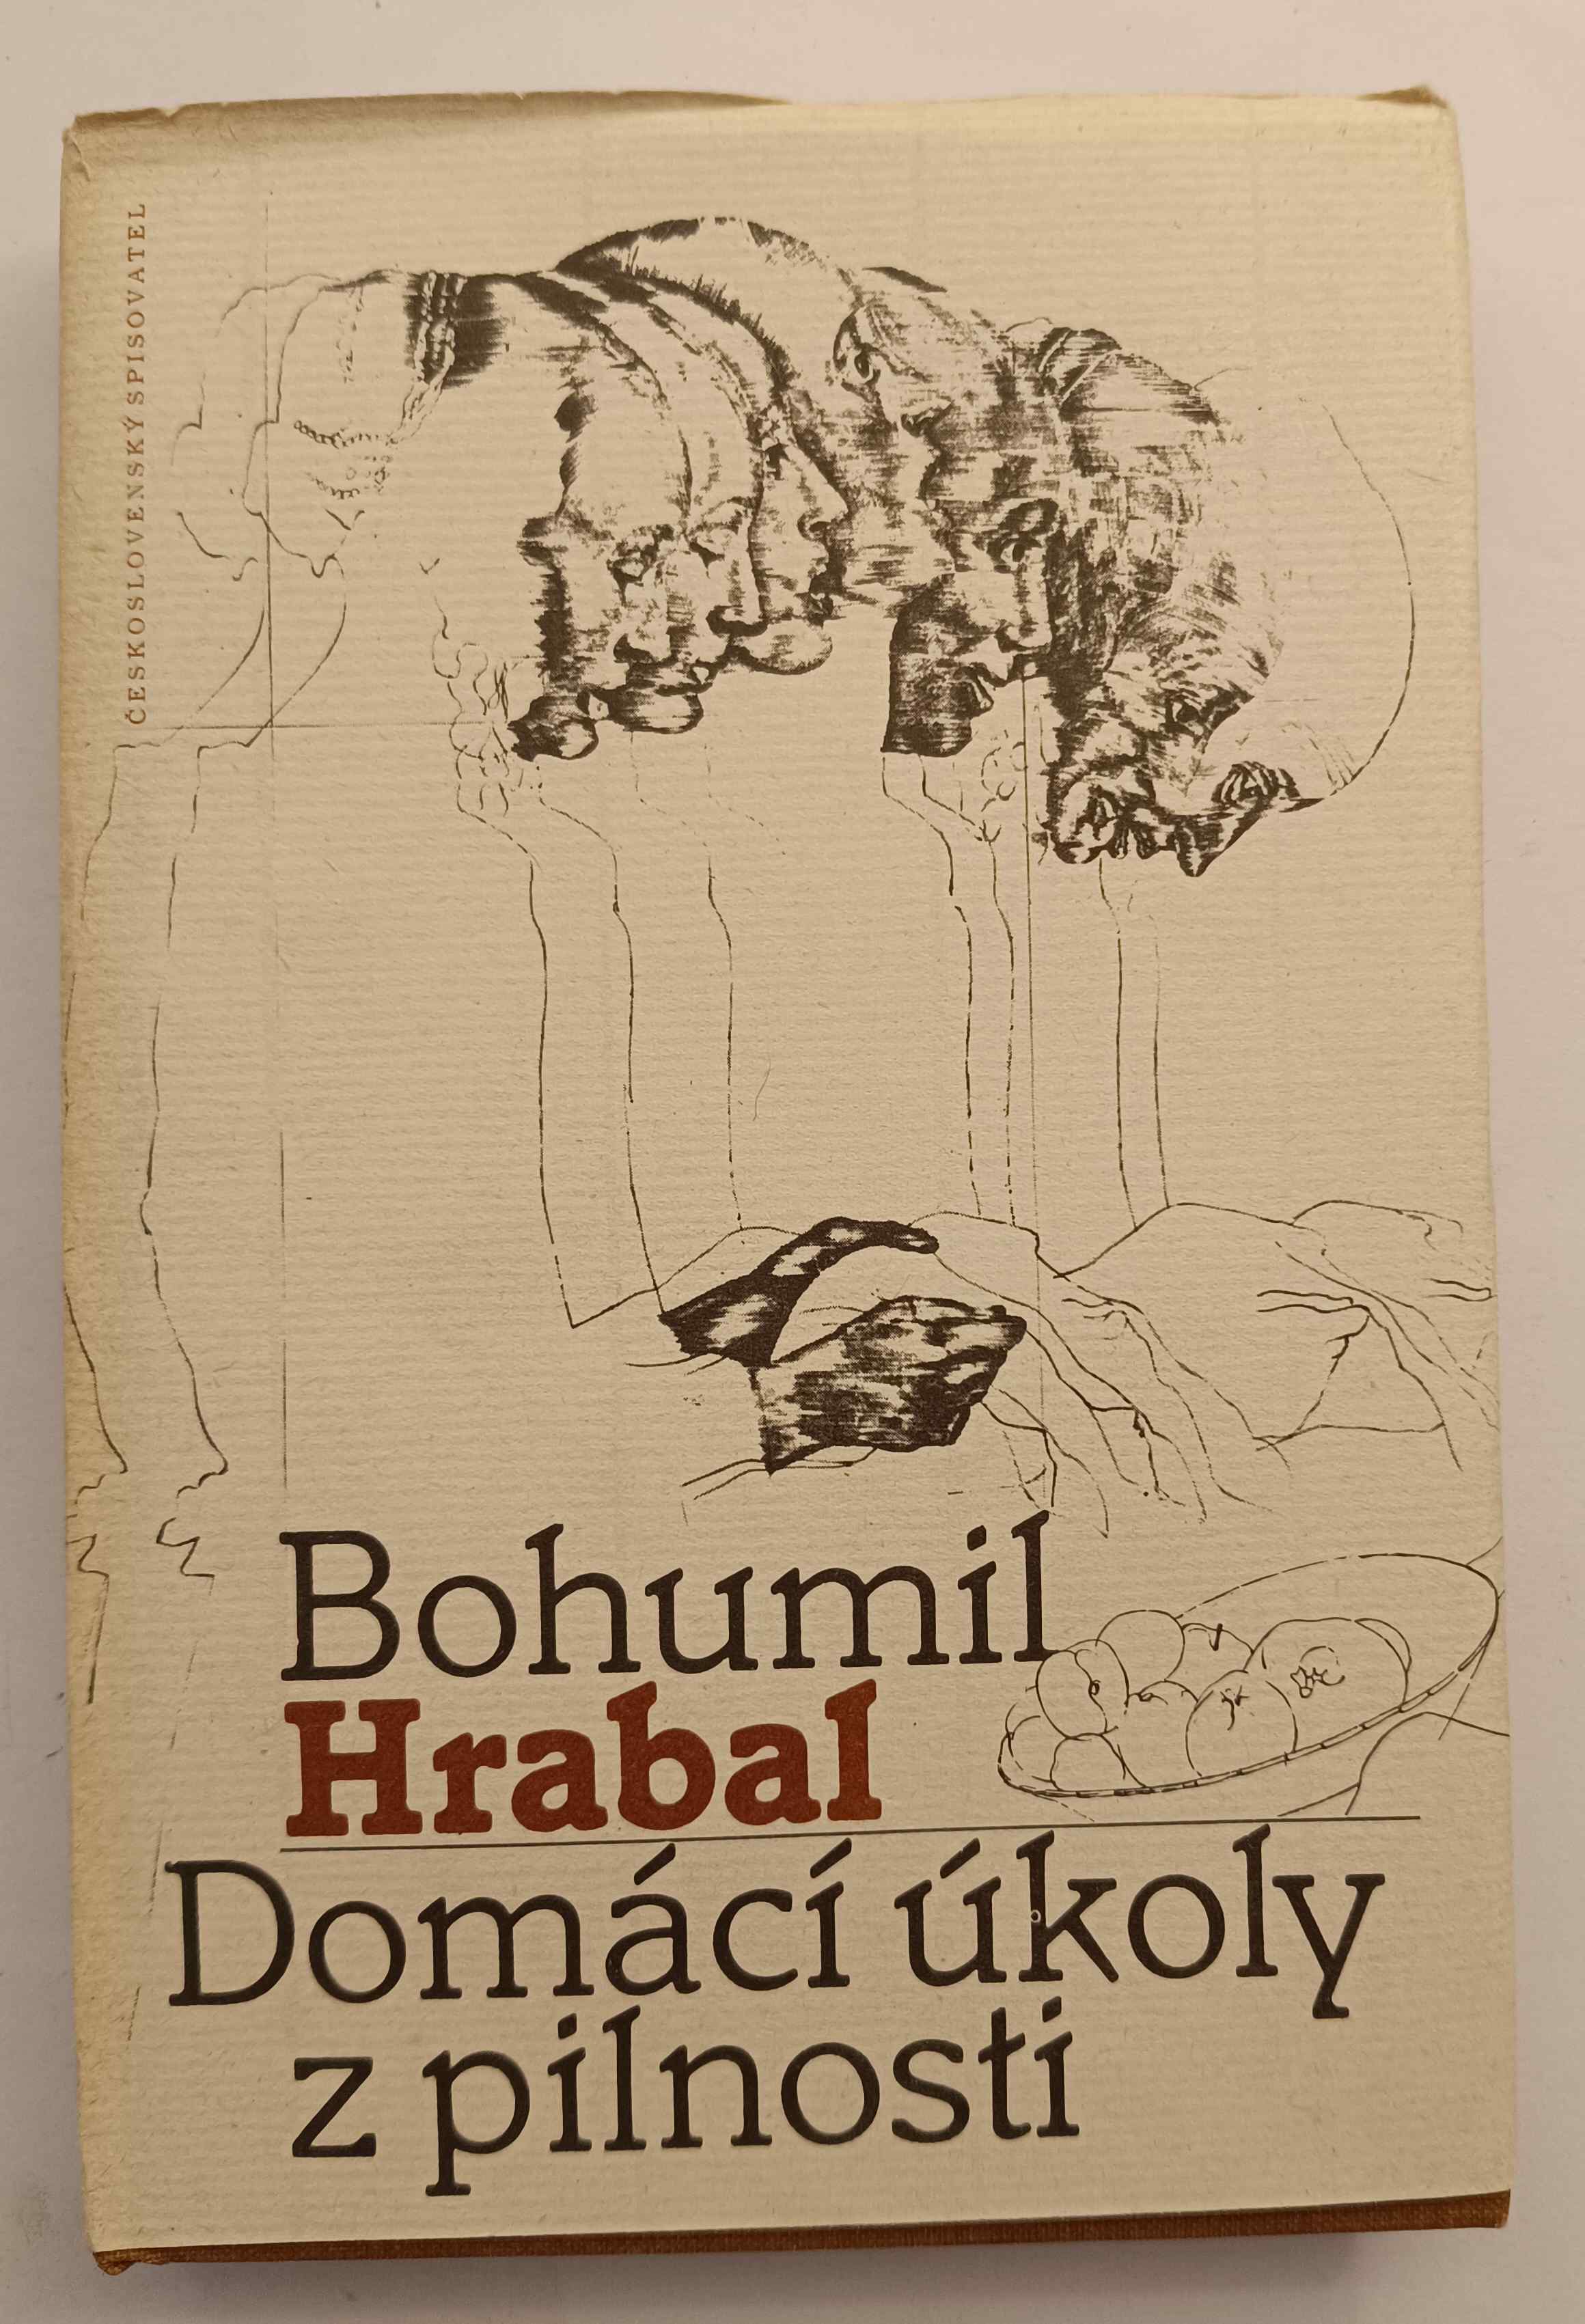 ČESKOSLOVENSKÝ SPISOVATEL
Bohumil
Hrabal
Domácí úkoly
z pilnosti